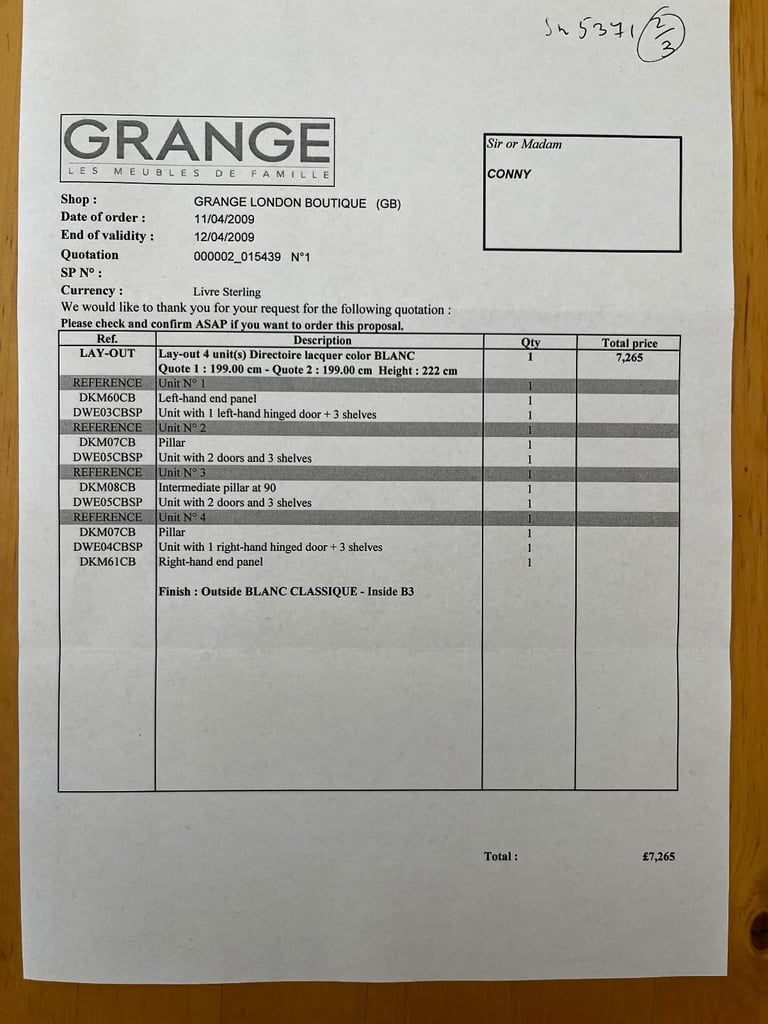 Jn 5371 2/3
GRANGE
LES MEUBLES DE FAMILLE
Sir or Madam
CONNY
Shop : GRANGE LONDON BOUTIQUE (GB)
Date of order : 11/04/2009
End of validity : 12/04/2009
Quotation 000002_015439 N°1
SP N° :
Currency : Livre Sterling
We would like to thank you for your request for the following quotation :
Please check and confirm ASAP if you want to order this proposal.
Ref. Description Qty Total price
LAY-OUT Lay-out 4 unit(s) Directoire lacquer color BLANC 1 7,265
Quote 1 : 199.00 cm - Quote 2 : 199.00 cm Height : 222 cm
REFERENCE Unit N° 1 1
DKM60CB Left-hand end panel 1
DWE03CBSP Unit with 1 left-hand hinged door + 3 shelves 1
REFERENCE Unit N° 2 1
DKM07CB Pillar 1
DWE05CBSP Unit with 2 doors and 3 shelves 1
REFERENCE Unit N° 3 1
DKM08CB Intermediate pillar at 90 1
DWE05CBSP Unit with 2 doors and 3 shelves 1
REFERENCE Unit N° 4 1
DKM07CB Pillar 1
DWE04CBSP Unit with 1 right-hand hinged door + 3 shelves 1
DKM61CB Right-hand end panel 1
Finish : Outside BLANC CLASSIQUE - Inside B3
Total : £7,265